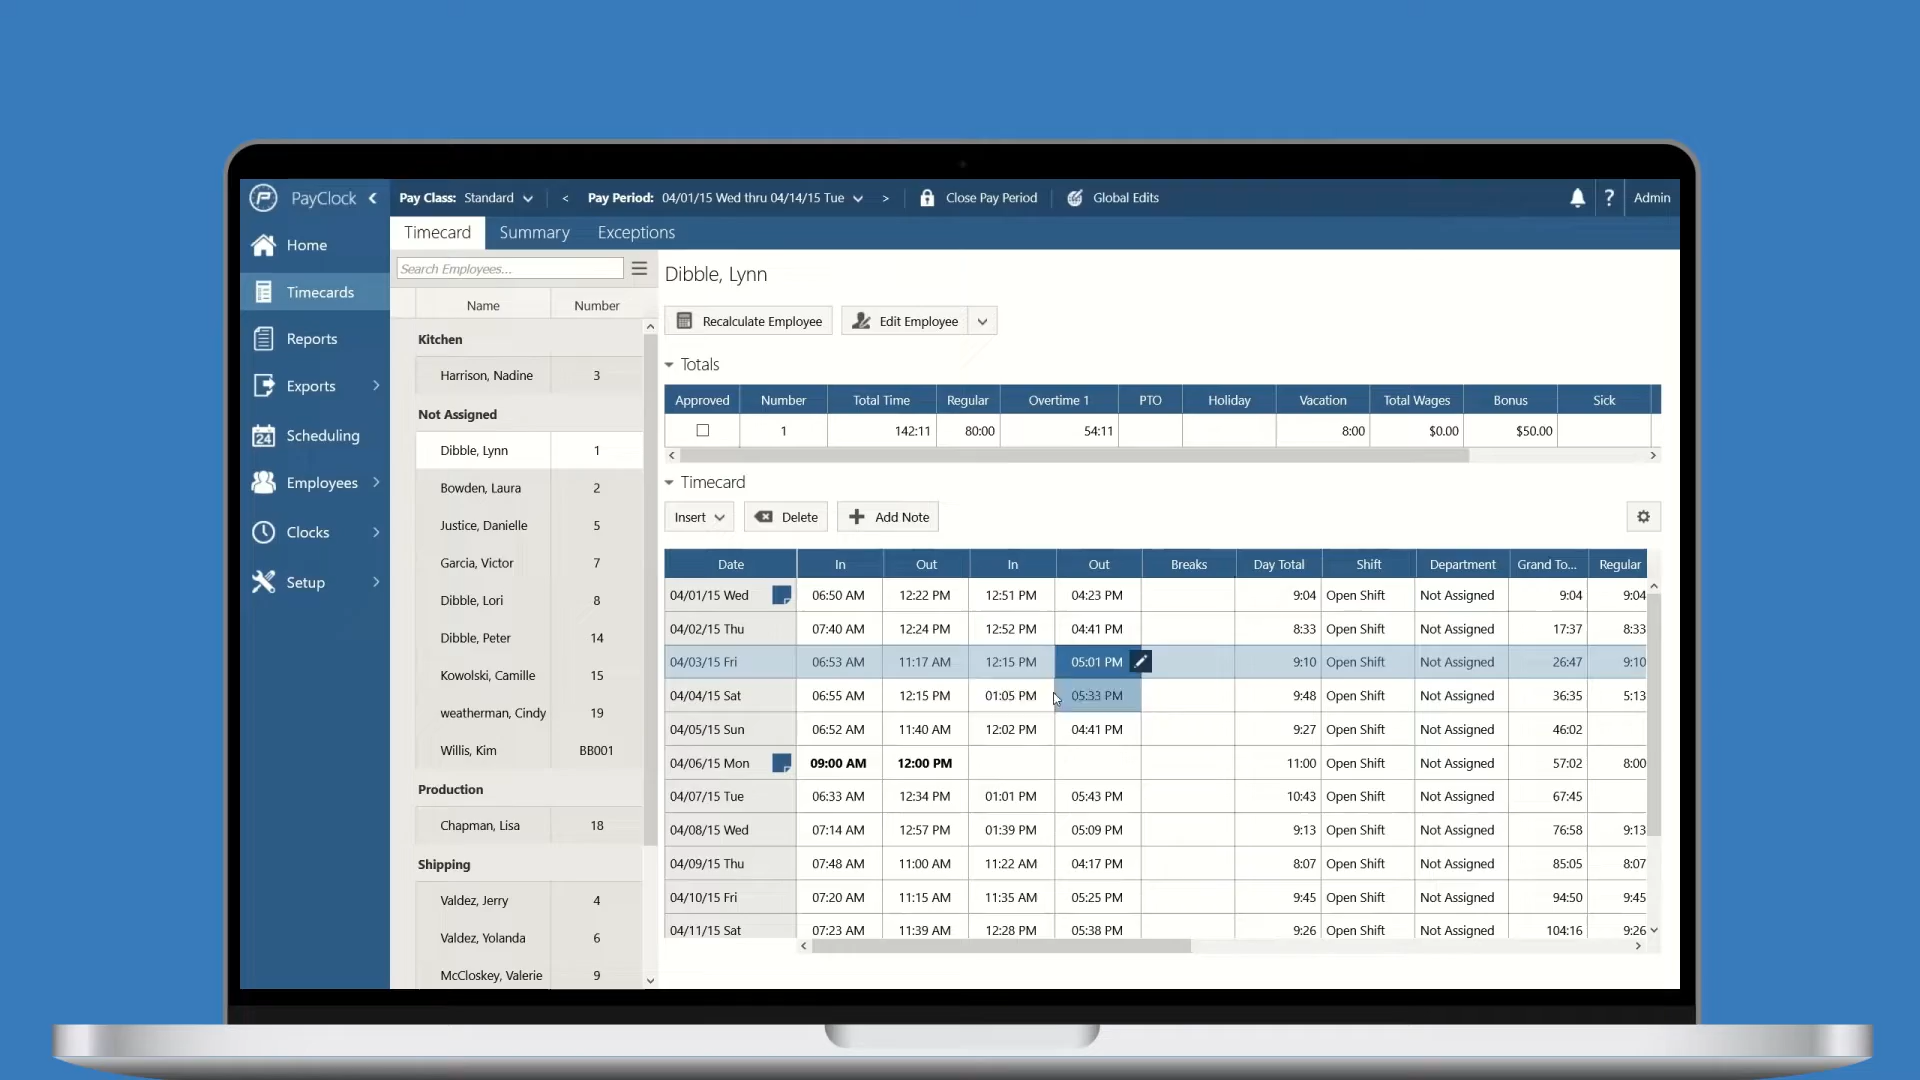 PayClock
Pay Class: Standard
< Pay Period: 04/01/15 Wed thru 04/14/15 Tue >
Close Pay Period
Global Edits
?
Admin
Home
Timecards
Reports
Exports
24
Scheduling
Employees
Clocks
Setup
Timecard Summary Exceptions
Search Employees...
Name Number
Kitchen
Harrison, Nadine 3
Not Assigned
Dibble, Lynn 1
Bowden, Laura 2
Justice, Danielle 5
Garcia, Victor 7
Dibble, Lori 8
Dibble, Peter 14
Kowolski, Camille 15
weatherman, Cindy 19
Willis, Kim BB001
Production
Chapman, Lisa 18
Shipping
Valdez, Jerry 4
Valdez, Yolanda 6
McCloskey, Valerie 9
Dibble, Lynn
Recalculate Employee Edit Employee
Totals
Approved Number Total Time Regular Overtime 1 PTO Holiday Vacation Total Wages Bonus Sick
1 142:11 80:00 54:11 8:00 $0.00 $50.00
Timecard
Insert Delete Add Note
Date In Out In Out Breaks Day Total Shift Department Grand To... Regular
04/01/15 Wed 06:50 AM 12:22 PM 12:51 PM 04:23 PM 9:04 Open Shift Not Assigned 9:04 9:04
04/02/15 Thu 07:40 AM 12:24 PM 12:52 PM 04:41 PM 8:33 Open Shift Not Assigned 17:37 8:33
04/03/15 Fri 06:53 AM 11:17 AM 12:15 PM 05:01 PM 9:10 Open Shift Not Assigned 26:47 9:10
04/04/15 Sat 06:55 AM 12:15 PM 01:05 PM 05:33 PM 9:48 Open Shift Not Assigned 36:35 5:13
04/05/15 Sun 06:52 AM 11:40 AM 12:02 PM 04:41 PM 9:27 Open Shift Not Assigned 46:02
04/06/15 Mon 09:00 AM 12:00 PM 11:00 Open Shift Not Assigned 57:02 8:00
04/07/15 Tue 06:33 AM 12:34 PM 01:01 PM 05:43 PM 10:43 Open Shift Not Assigned 67:45
04/08/15 Wed 07:14 AM 12:57 PM 01:39 PM 05:09 PM 9:13 Open Shift Not Assigned 76:58 9:13
04/09/15 Thu 07:48 AM 11:00 AM 11:22 AM 04:17 PM 8:07 Open Shift Not Assigned 85:05 8:07
04/10/15 Fri 07:20 AM 11:15 AM 11:35 AM 05:25 PM 9:45 Open Shift Not Assigned 94:50 9:45
04/11/15 Sat 07:23 AM 11:39 AM 12:28 PM 05:38 PM 9:26 Open Shift Not Assigned 104:16 9:26